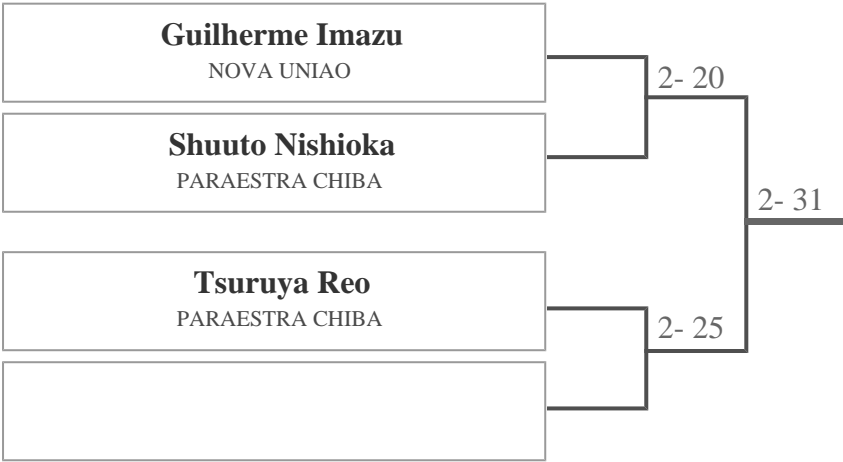 Guilherme Imazu
NOVA UNIAO
2- 20
Shuuto Nishioka
PARAESTRA CHIBA
2- 31
Tsuruya Reo
PARAESTRA CHIBA
2- 25